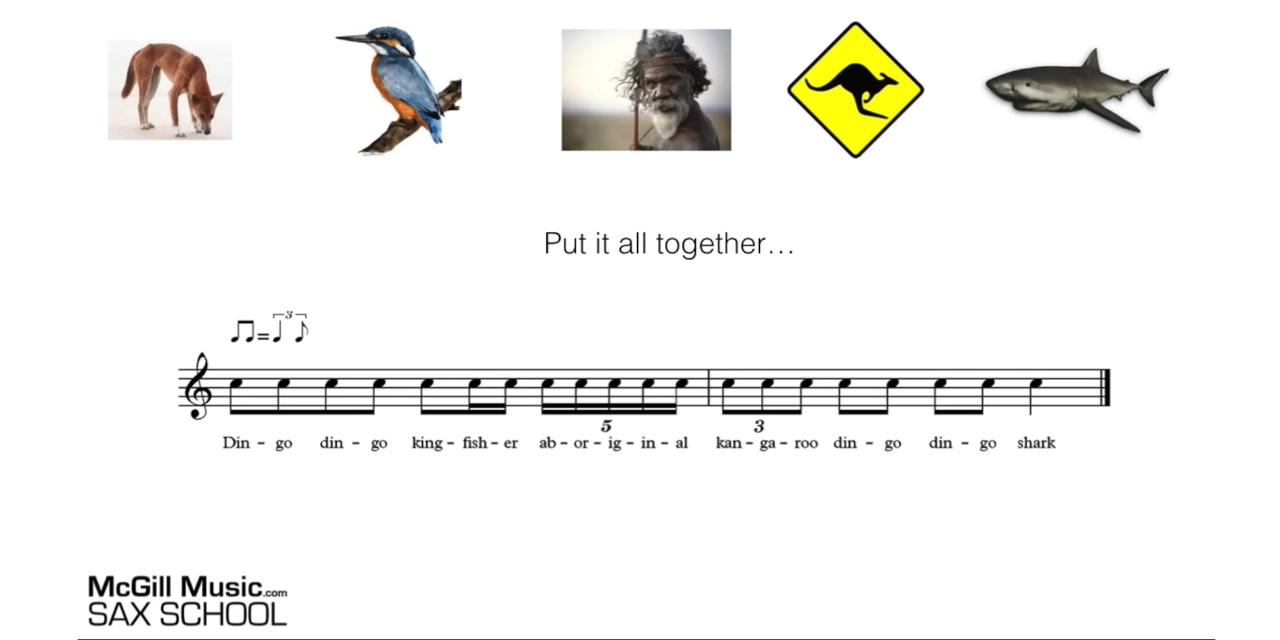 Put it all together…
3
=
Din - go din - go king - fish - er ab - or - ig - in - al kan - ga - roo din - go din - go shark
5
3
McGill Music.com
SAX SCHOOL